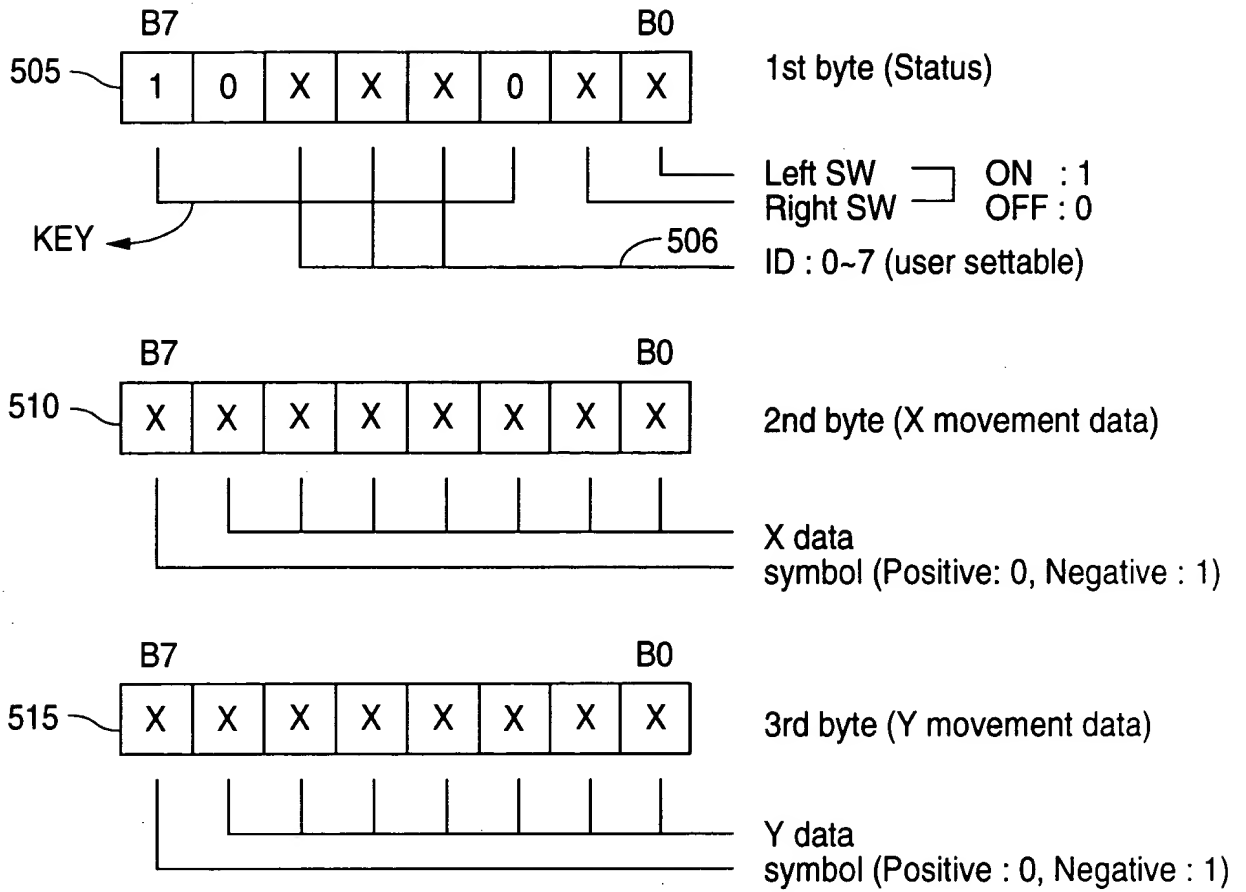 B7 B0
505 1 0 X X X 0 X X 1st byte (Status)
Left SW ON : 1
Right SW OFF : 0
KEY
506
ID : 0~7 (user settable)
B7 B0
510 X X X X X X X X 2nd byte (X movement data)
X data
symbol (Positive: 0, Negative : 1)
B7 B0
515 X X X X X X X X 3rd byte (Y movement data)
Y data
symbol (Positive : 0, Negative : 1)